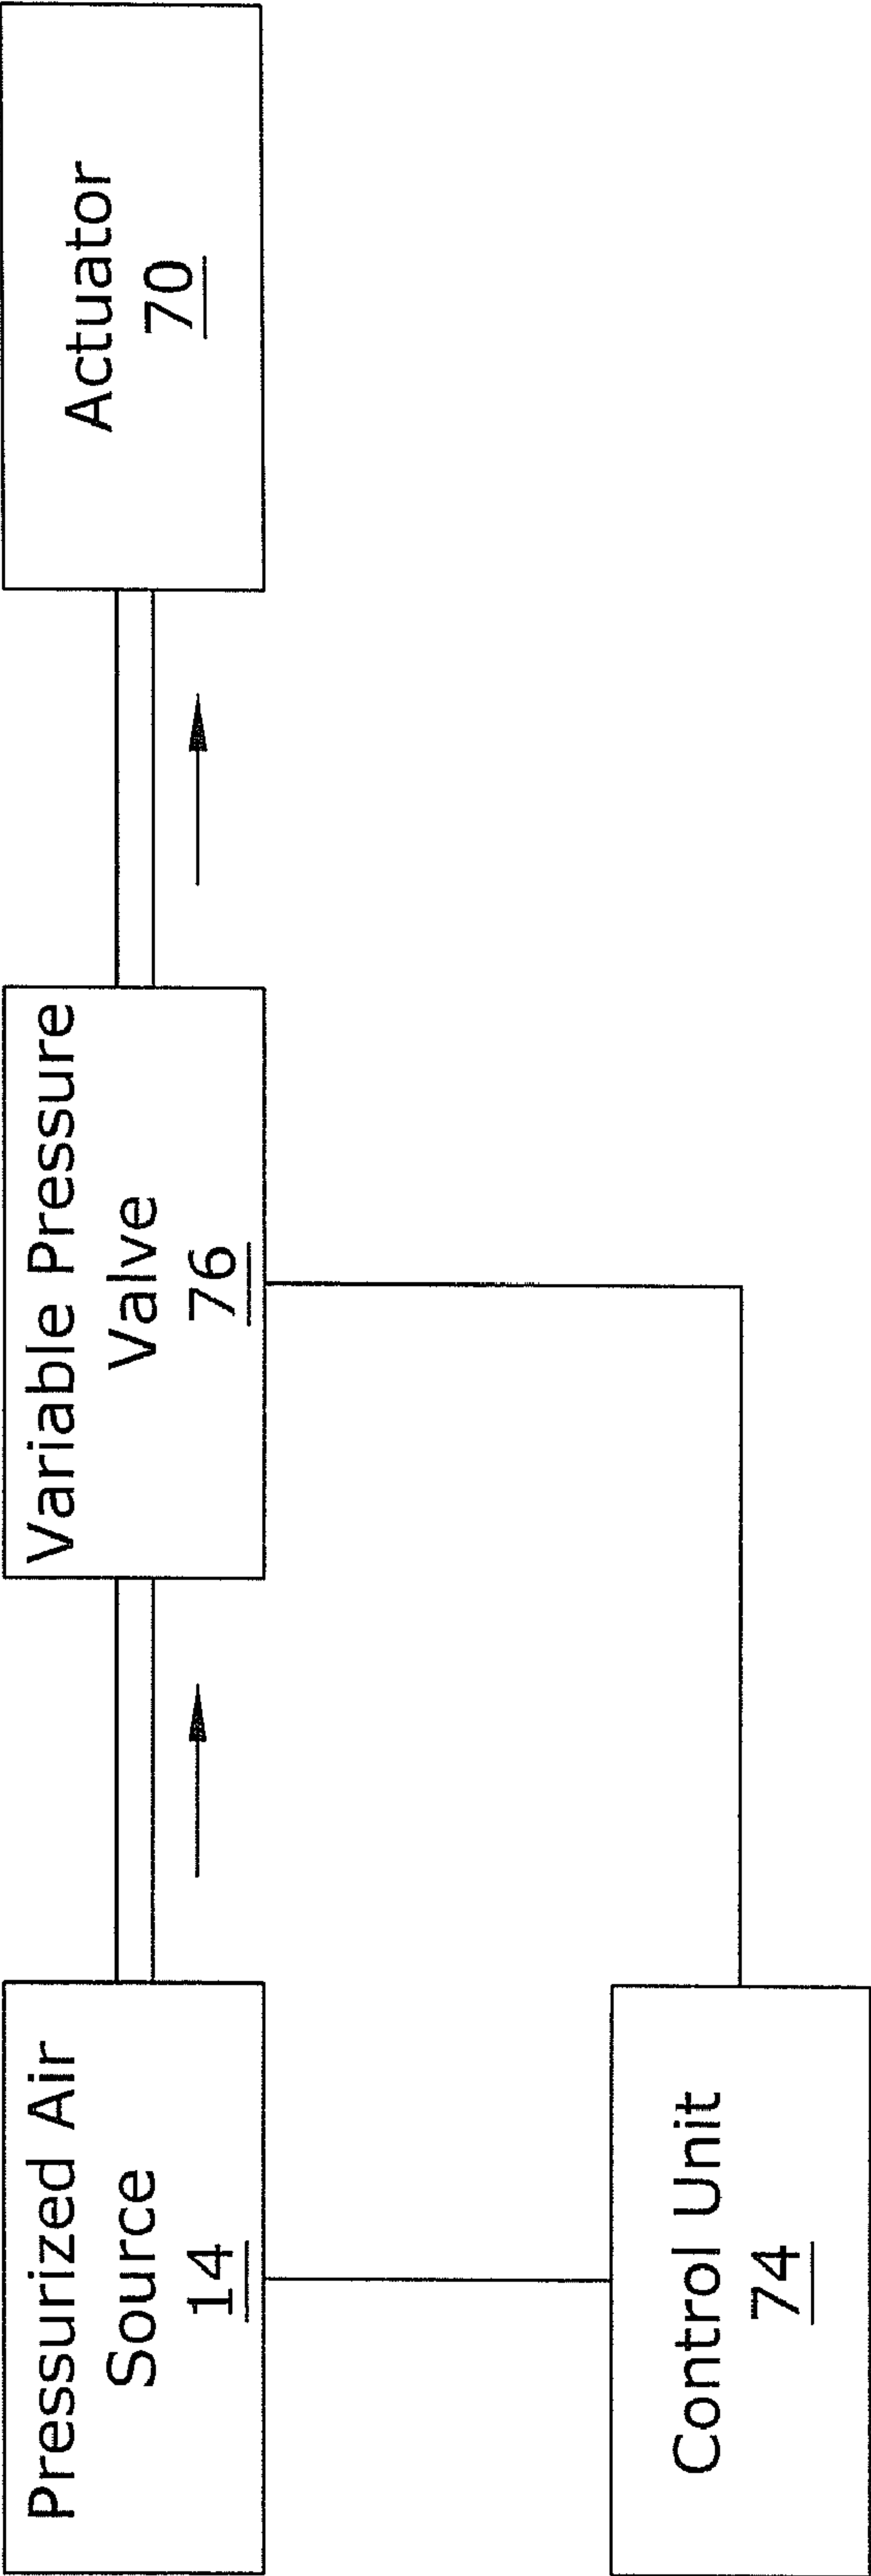 Pressurized Air
Source
14
Variable Pressure
Valve
76
Actuator
70
Control Unit
74